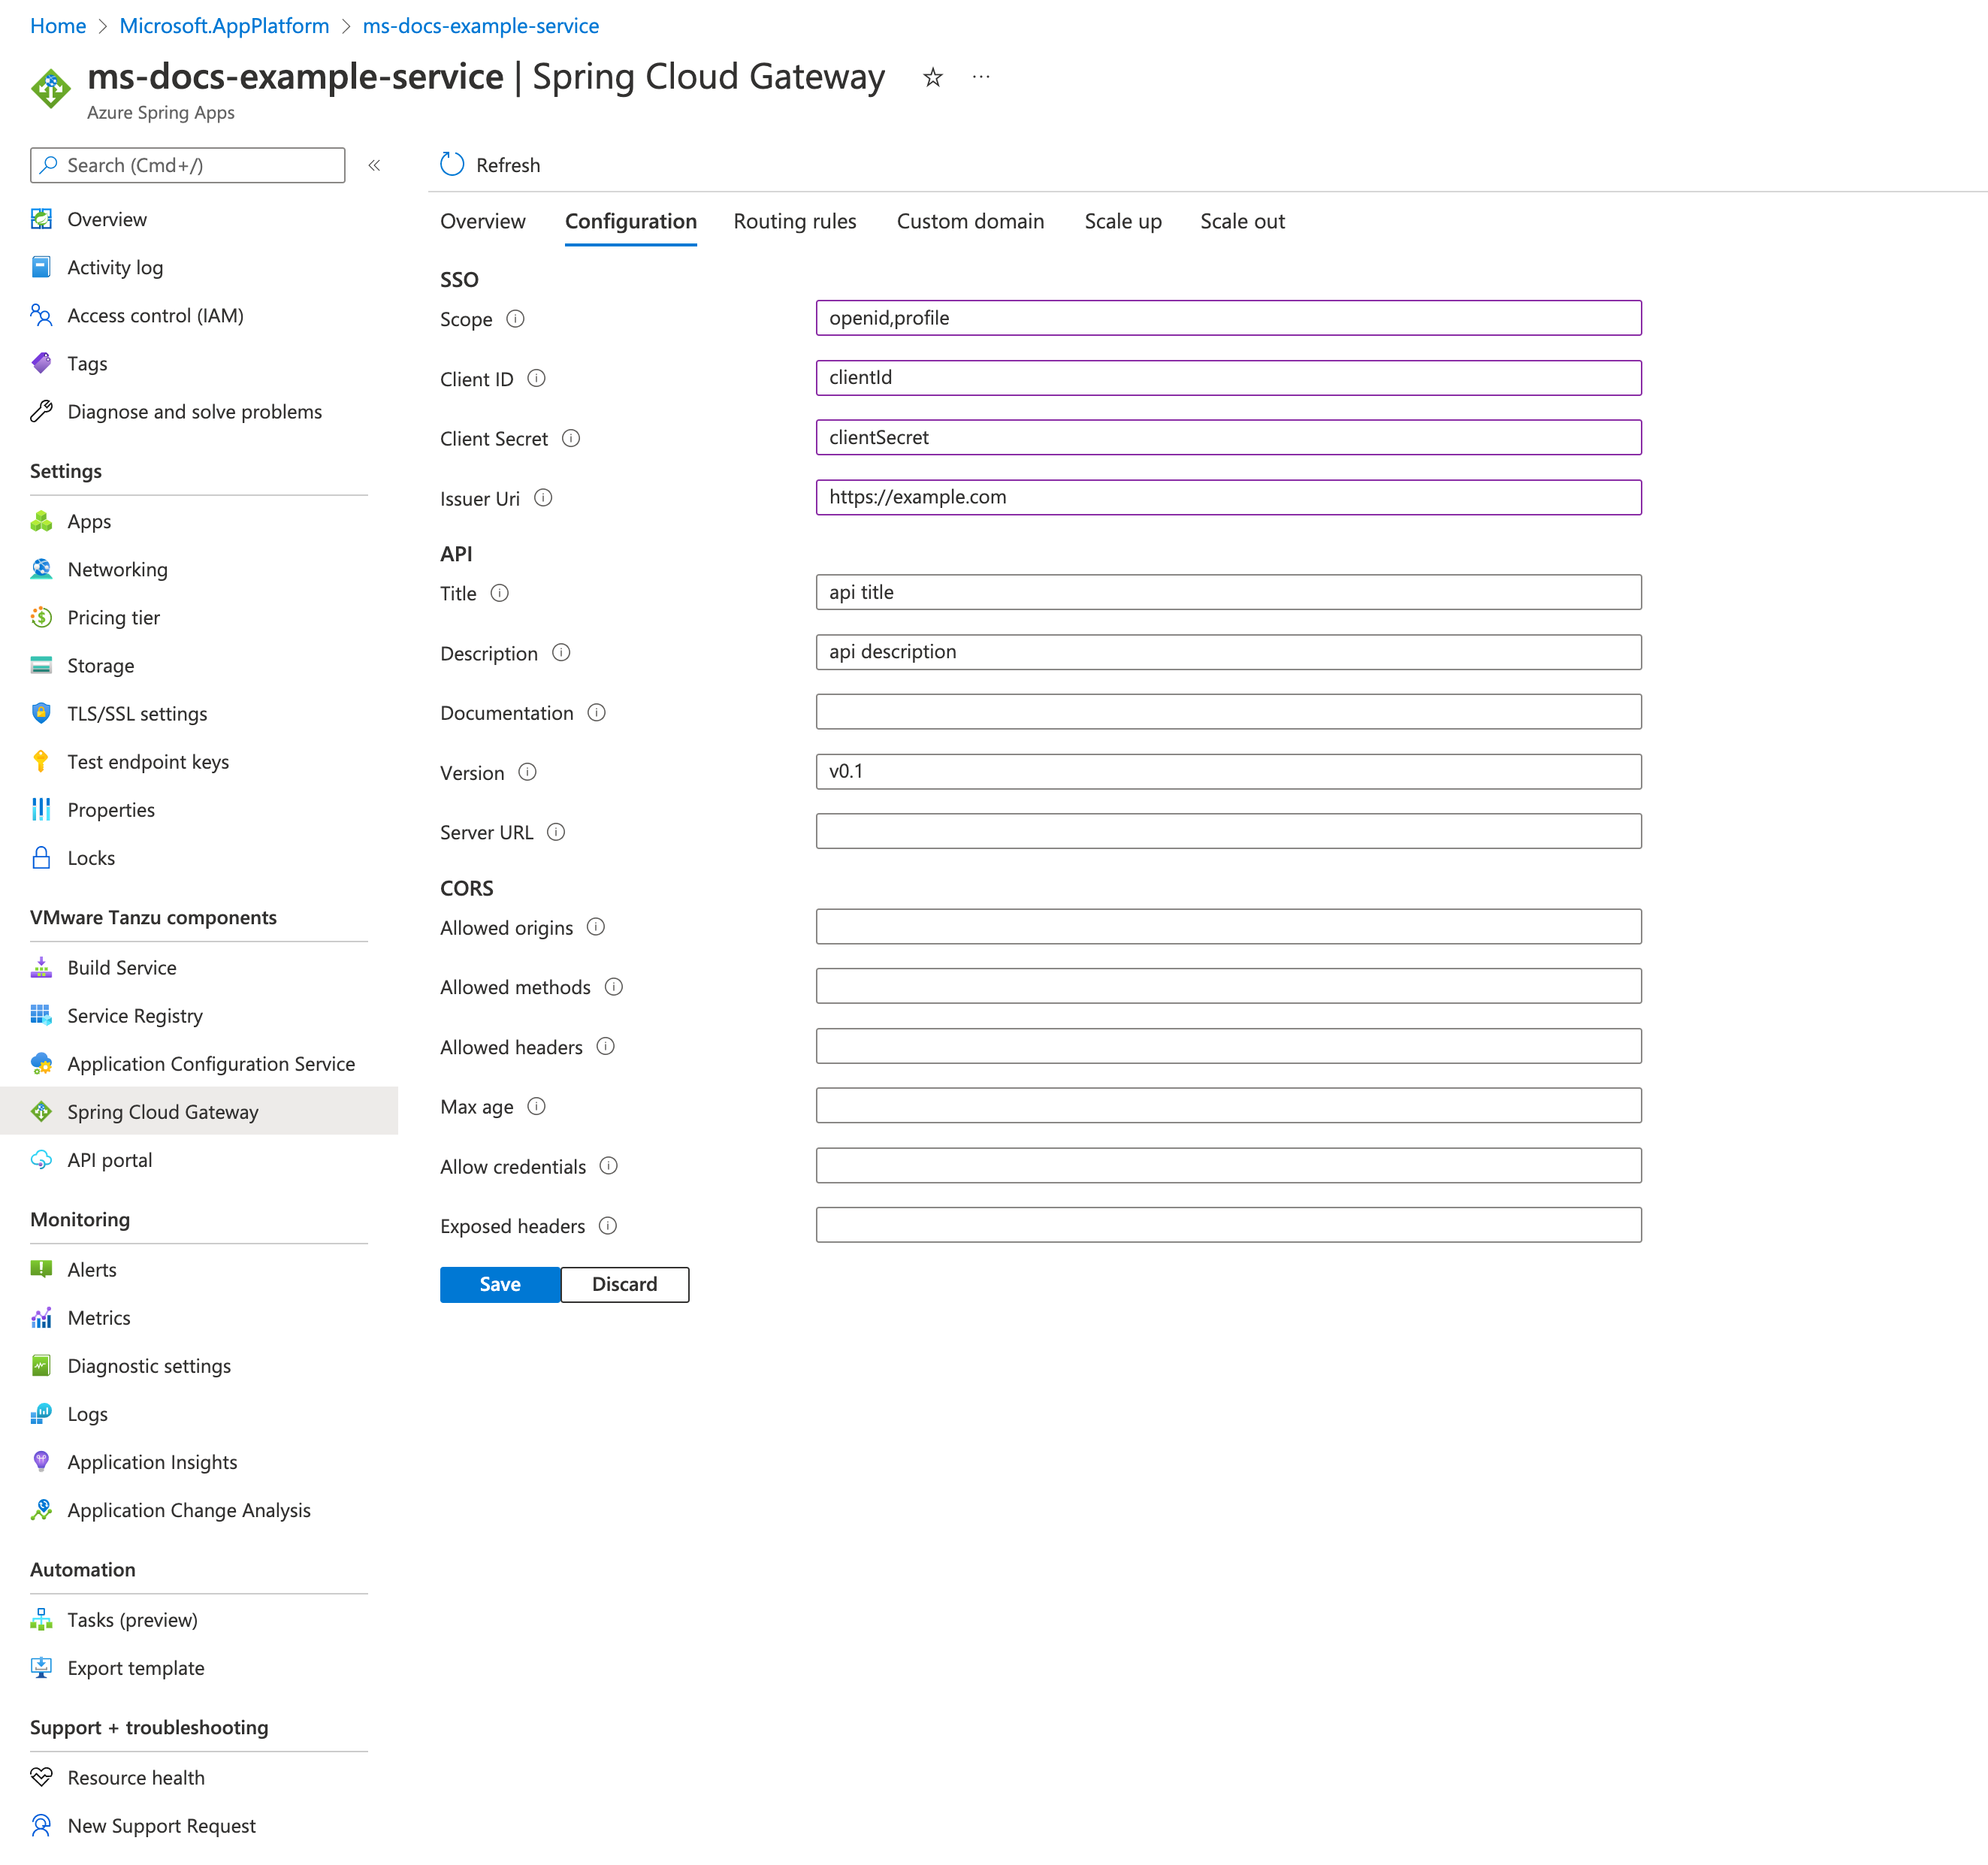 Home > Microsoft.AppPlatform > ms-docs-example-service
ms-docs-example-service | Spring Cloud Gateway
Azure Spring Apps
Search (Cmd+/)
Overview
Activity log
Access control (IAM)
Tags
Diagnose and solve problems
Settings
Apps
Networking
Pricing tier
Storage
TLS/SSL settings
Test endpoint keys
Properties
Locks
VMware Tanzu components
Build Service
Service Registry
Application Configuration Service
Spring Cloud Gateway
API portal
Monitoring
Alerts
Metrics
Diagnostic settings
Logs
Application Insights
Application Change Analysis
Automation
Tasks (preview)
Export template
Support + troubleshooting
Resource health
New Support Request
Refresh
Overview Configuration Routing rules Custom domain Scale up Scale out
SSO
Scope openid,profile
Client ID clientId
Client Secret clientSecret
Issuer Uri https://example.com
API
Title api title
Description api description
Documentation
Version v0.1
Server URL
CORS
Allowed origins
Allowed methods
Allowed headers
Max age
Allow credentials
Exposed headers
Save Discard